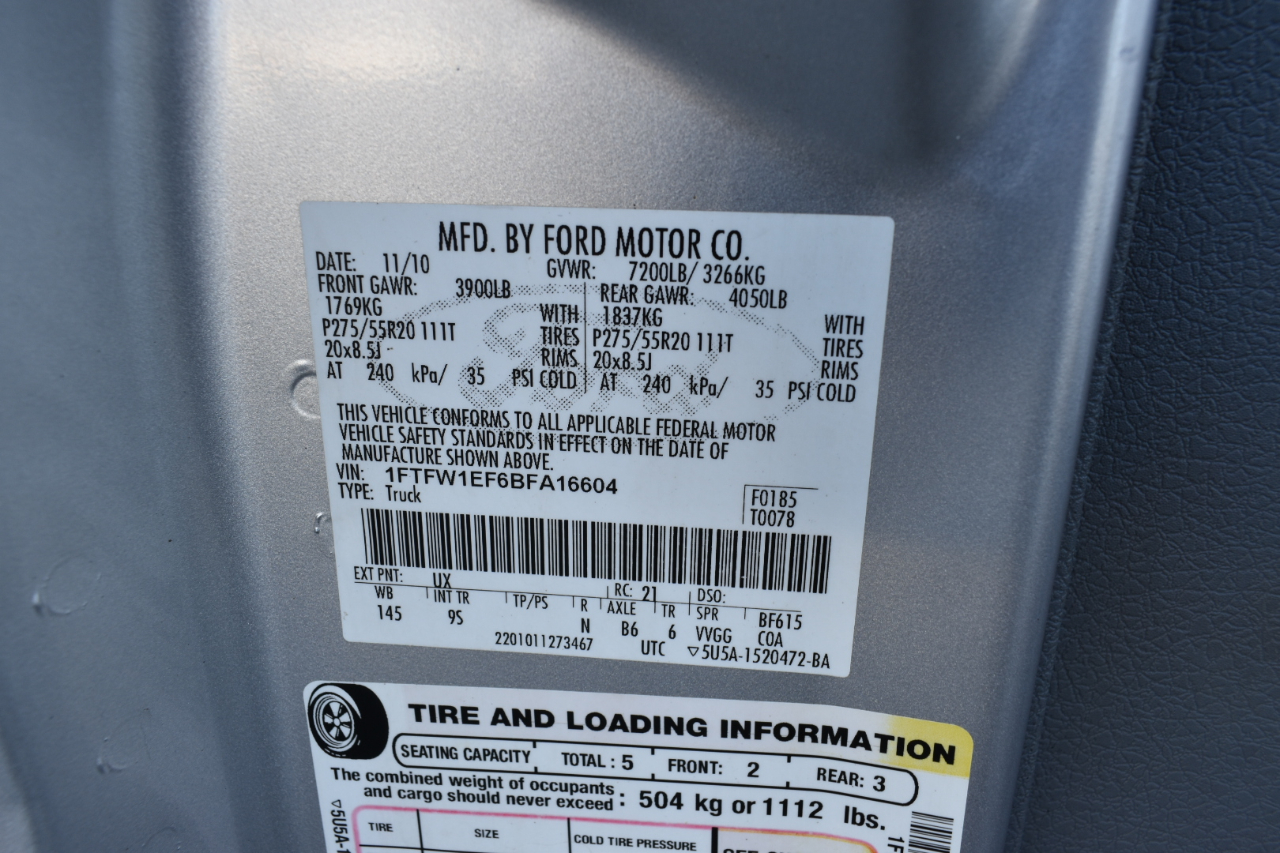 MFD. BY FORD MOTOR CO.
DATE: 11/10 GVWR: 7200LB/ 3266KG
FRONT GAWR: 3900LB REAR GAWR: 4050LB
1769KG WITH 1837KG WITH
P275/55R20 111T TIRES P275/55R20 111T TIRES
20x8.5J RIMS 20x8.5J RIMS
AT 240 kPa/ 35 PSI COLD AT 240 kPa/ 35 PSI COLD
THIS VEHICLE CONFORMS TO ALL APPLICABLE FEDERAL MOTOR
VEHICLE SAFETY STANDARDS IN EFFECT ON THE DATE OF
MANUFACTURE SHOWN ABOVE.
VIN: 1FTFW1EF6BFA16604
TYPE: Truck F0185
T0078
EXT PNT: UX RC: 21 DSO:
WB INT TR TP/PS R AXLE TR SPR BF615
145 9S N B6 6 VVGG COA
2201011273467 UTC ▽5U5A-1520472-BA
TIRE AND LOADING INFORMATION
SEATING CAPACITY TOTAL : 5 FRONT: 2 REAR: 3
The combined weight of occupants
and cargo should never exceed : 504 kg or 1112 lbs.
TIRE SIZE COLD TIRE PRESSURE
▽5U5A-1
1F